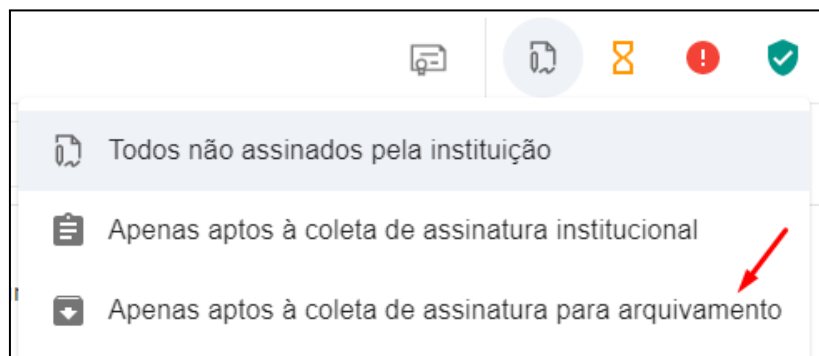 Todos não assinados pela instituição
Apenas aptos à coleta de assinatura institucional
Apenas aptos à coleta de assinatura para arquivamento